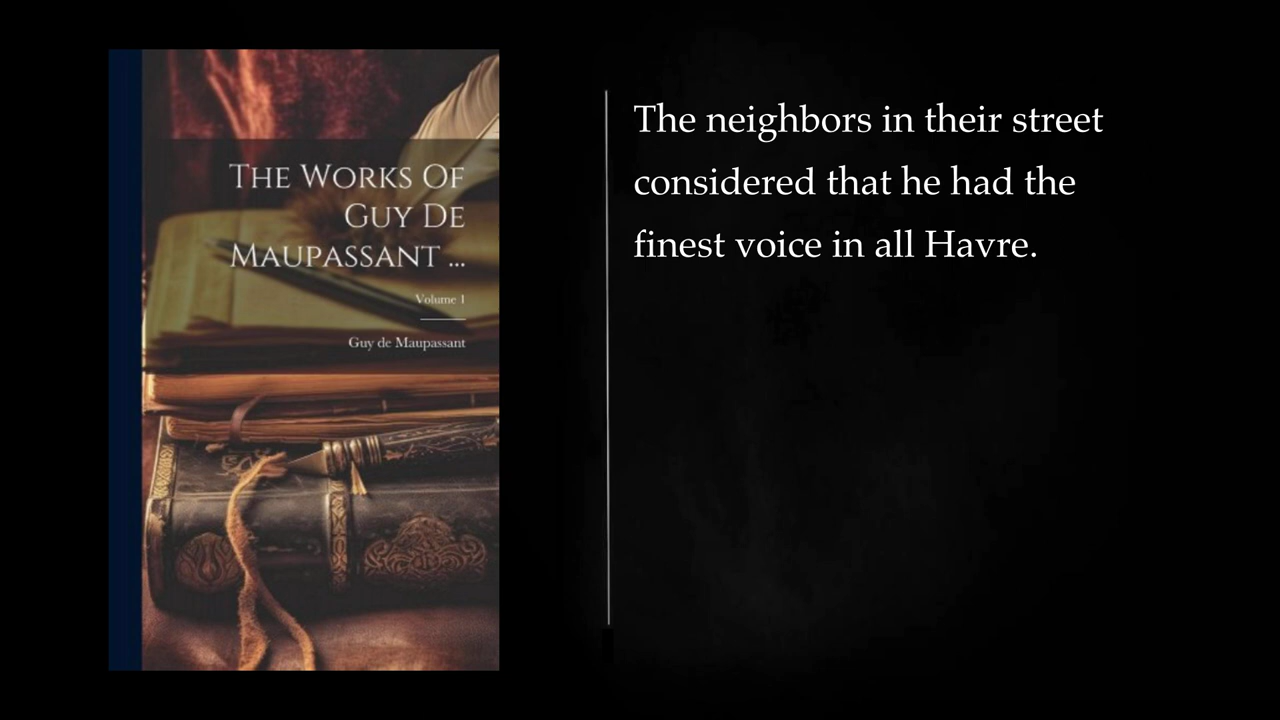 The Works Of
Guy De
Maupassant ...
Volume 1
Guy de Maupassant
The neighbors in their street
considered that he had the
finest voice in all Havre.